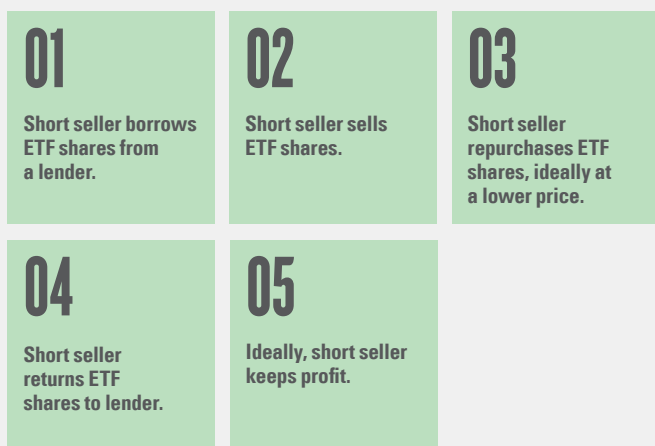 01
Short seller borrows
ETF shares from
a lender.
02
Short seller sells
ETF shares.
03
Short seller
repurchases ETF
shares, ideally at
a lower price.
04
Short seller
returns ETF
shares to lender.
05
Ideally, short seller
keeps profit.